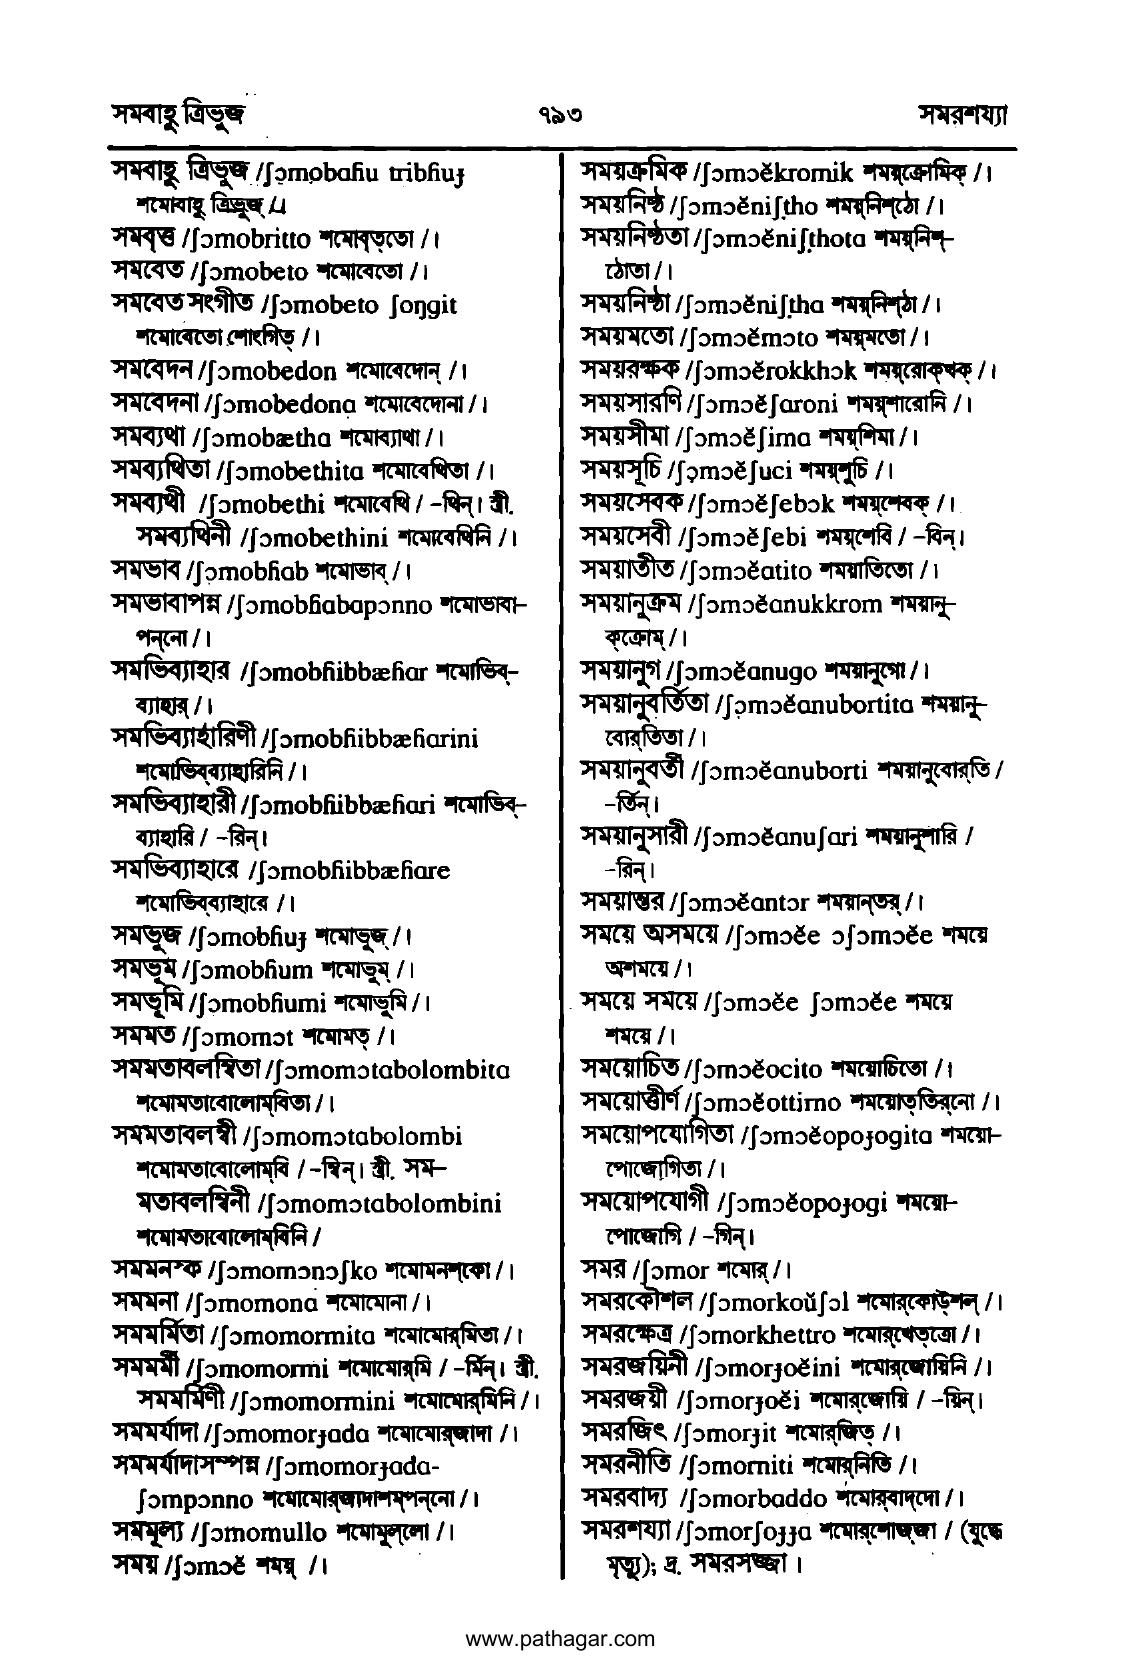 সমবাহু ত্রিভুজ ৭৯৩ সমরশয্যা
সমবাহু ত্রিভুজ /ʃɔmobaɦu tribɦuɟ
শমোবাহু ত্রিভুজ্ /।
সমবৃত্ত /ʃɔmobritto শমোবৃত্‌তো /।
সমবেত /ʃɔmobeto শমোবেতো /।
সমবেত সংগীত /ʃɔmobeto ʃoŋgit
শমোবেতো শোংগিত্ /।
সমবেদন /ʃɔmobedon শমোবেদোন্ /।
সমবেদনা /ʃɔmobedona শমোবেদোনা /।
সমব্যথা /ʃɔmobætha শমোব্যাথা /।
সমব্যথিতা /ʃɔmobethita শমোবেথিতা /।
সমব্যথী /ʃɔmobethi শমোবেথি / -থিন্। স্ত্রী.
সমব্যথিনী /ʃɔmobethini শমোবেথিনি /।
সমভাব /ʃɔmobɦab শমোভাব্ /।
সমভাবাপন্ন /ʃɔmobɦabapɔnno শমোভাবা-
পন্‌নো /।
সমভিব্যাহার /ʃɔmobɦibbæɦar শমোভিব্-
ব্যাহার্ /।
সমভিব্যাহারিণী /ʃɔmobɦibbæɦarini
শমোভিব্‌ব্যাহারিনি /।
সমভিব্যাহারী /ʃɔmobɦibbæɦari শমোভিব্-
ব্যাহারি / -রিন্।
সমভিব্যাহারে /ʃɔmobɦibbæɦare
শমোভিব্‌ব্যাহারে /।
সমভুজ /ʃɔmobɦuɟ শমোভুজ্ /।
সমভূম /ʃɔmobɦum শমোভুম্ /।
সমভূমি /ʃɔmobɦumi শমোভুমি /।
সমমত /ʃɔmomɔt শমোমত্ /।
সমমতাবলম্বিতা /ʃɔmomɔtabolombita
শমোমতাবোলোম্‌বিতা /।
সমমতাবলম্বী /ʃɔmomɔtabolombi
শমোমতাবোলোম্‌বি / -ম্বিন্। স্ত্রী. সম-
মতাবলম্বিনী /ʃɔmomɔtabolombini
শমোমতাবোলোম্‌বিনি /
সমমনস্ক /ʃɔmomɔnɔʃko শমোমনশ্‌কো /।
সমমনা /ʃɔmomona শমোমোনা /।
সমমর্মিতা /ʃɔmomormita শমোমোর্‌মিতা /।
সমমর্মী /ʃɔmomormi শমোমোর্‌মি / -র্মিন্। স্ত্রী.
সমমর্মিণী /ʃɔmomormini শমোমোর্‌মিনি /।
সমমর্যাদা /ʃɔmomorɟada শমোমোর্‌জাদা /।
সমমর্যাদাসম্পন্ন /ʃɔmomorɟada-
ʃɔmpɔnno শমোমোর্‌জাদাশম্‌পন্‌নো /।
সমমূল্য /ʃɔmomullo শমোমুল্‌লো /।
সময় /ʃɔmɔĕ শময়্ /।
সময়ক্রমিক /ʃɔmɔĕkromik শময়্‌ক্রোমিক্ /।
সময়নিষ্ঠ /ʃɔmɔĕniʃtho শময়্‌নিশ্‌ঠো /।
সময়নিষ্ঠতা /ʃɔmɔĕniʃthota শময়্‌নিশ্-
ঠোতা /।
সময়নিষ্ঠা /ʃɔmɔĕniʃtha শময়্‌নিশ্‌ঠা /।
সময়মতো /ʃɔmɔĕmɔto শময়্‌মতো /।
সময়রক্ষক /ʃɔmɔĕrokkhɔk শময়্‌রোক্‌খক্ /।
সময়সারণি /ʃɔmɔĕʃaroni শময়্‌শারোনি /।
সময়সীমা /ʃɔmɔĕʃima শময়্‌শিমা /।
সময়সূচি /ʃɔmɔĕʃuci শময়্‌শুচি /।
সময়সেবক /ʃɔmɔĕʃebɔk শময়্‌শেবক্ /।
সময়সেবী /ʃɔmɔĕʃebi শময়্‌শেবি / -বিন্।
সময়াতীত /ʃɔmɔĕatito শময়াতিতো /।
সময়ানুক্রম /ʃɔmɔĕanukkrom শময়ানু-
ক্‌ক্রোম্ /।
সময়ানুগ /ʃɔmɔĕanugo শময়ানুগো /।
সময়ানুবর্তিতা /ʃɔmɔĕanubortita শময়ানু-
বোর্‌তিতা /।
সময়ানুবর্তী /ʃɔmɔĕanuborti শময়ানুবোর্‌তি /
-র্তিন্।
সময়ানুসারী /ʃɔmɔĕanuʃari শময়ানুশারি /
-রিন্।
সময়ান্তর /ʃɔmɔĕantɔr শময়ান্‌তর্ /।
সময়ে অসময়ে /ʃɔmɔĕe ɔʃɔmɔĕe শময়ে
অশময়ে /।
সময়ে সময়ে /ʃɔmɔĕe ʃɔmɔĕe শময়ে
শময়ে /।
সময়োচিত /ʃɔmɔĕocito শময়োচিতো /।
সময়োত্তীর্ণ /ʃɔmɔĕottirno শময়োত্‌তির্‌নো /।
সময়োপযোগিতা /ʃɔmɔĕopoɟogita শময়ো-
পোজোগিতা /।
সময়োপযোগী /ʃɔmɔĕopoɟogi শময়ো-
পোজোগি / -গিন্।
সমর /ʃɔmor শমোর্ /।
সমরকৌশল /ʃɔmorkoŭʃɔl শমোর্‌কোউ্‌শল্ /।
সমরক্ষেত্র /ʃɔmorkhettro শমোর্‌খেত্‌ত্রো /।
সমরজয়িনী /ʃɔmorɟoĕini শমোর্‌জোয়িনি /।
সমরজয়ী /ʃɔmorɟoĕi শমোর্‌জোয়ি / -য়িন্।
সমরজিৎ /ʃɔmorɟit শমোর্‌জিত্ /।
সমরনীতি /ʃɔmorniti শমোর্‌নিতি /।
সমরবাদ্য /ʃɔmorbaddo শমোর্‌বাদ্‌দো /।
সমরশয্যা /ʃɔmorʃoɟɟa শমোর্‌শোজ্‌জা / (যুদ্ধে
মৃত্যু); দ্র. সমরসজ্জা ।
www.pathagar.com